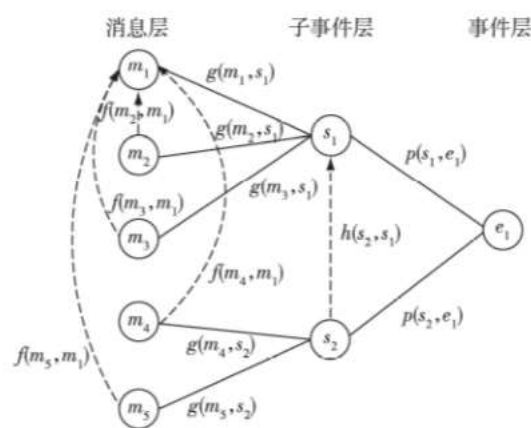 消息层 子事件层 事件层
m₁
g(m₁,s₁)
f(m₂,m₁)
g(m₂,s₁)
s₁
m₂
p(s₁,e₁)
g(m₃,s₁)
f(m₃,m₁)
m₃
h(s₂,s₁)
e₁
f(m₄,m₁)
m₄
p(s₂,e₁)
g(m₄,s₂)
s₂
f(m₅,m₁)
m₅
g(m₅,s₂)